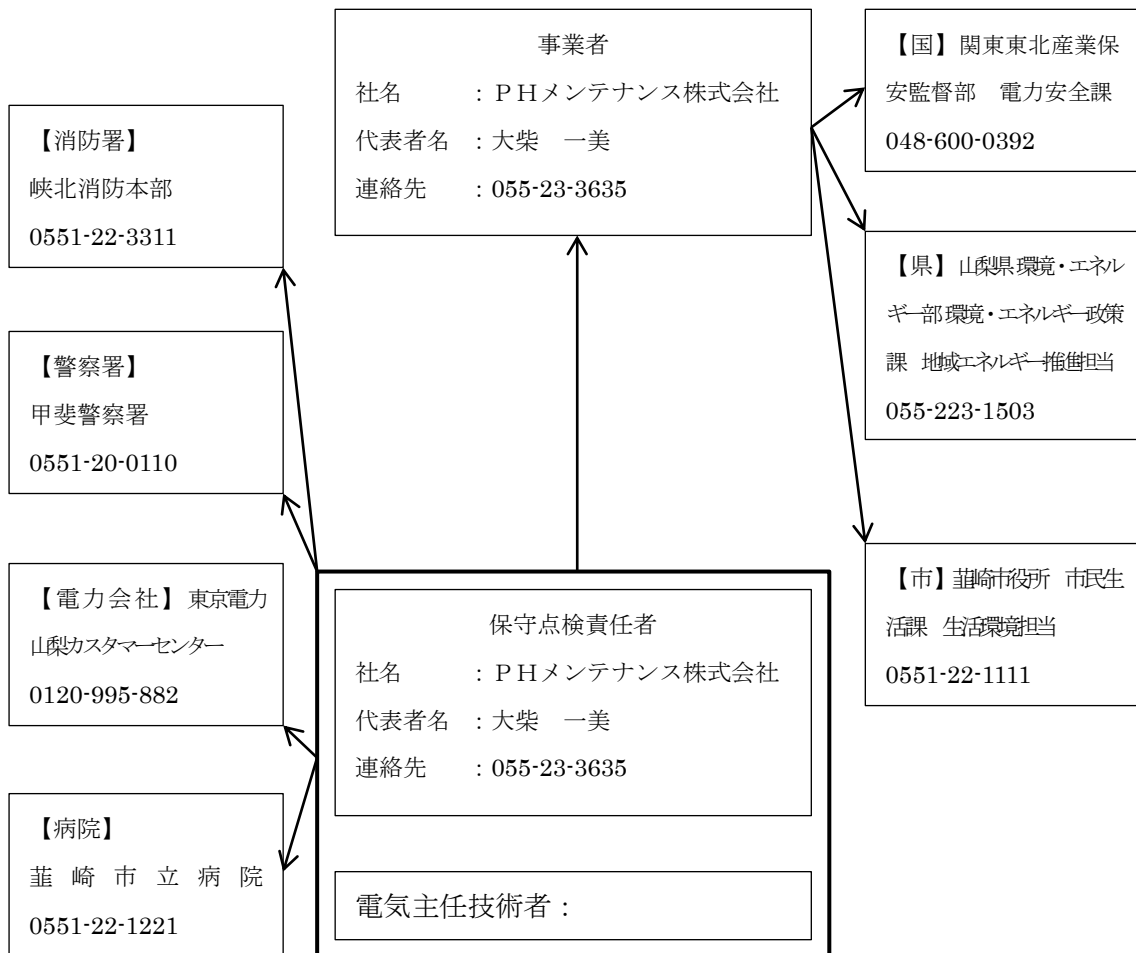 事業者
社名 : PHメンテナンス株式会社
代表者名 : 大柴 一美
連絡先 : 055-23-3635
【国】関東東北産業保
安監督部 電力安全課
048-600-0392
【消防署】
峡北消防本部
0551-22-3311
【県】山梨県環境・エネル
ギー部環境・エネルギー政策
課 地域エネルギー推進担当
055-223-1503
【警察署】
甲斐警察署
0551-20-0110
【電力会社】東京電力
山梨カスタマーセンター
0120-995-882
【市】韮崎市役所 市民生
活課 生活環境担当
0551-22-1111
保守点検責任者
社名 : PHメンテナンス株式会社
代表者名 : 大柴 一美
連絡先 : 055-23-3635
【病院】
韮崎市立病院
0551-22-1221
電気主任技術者: